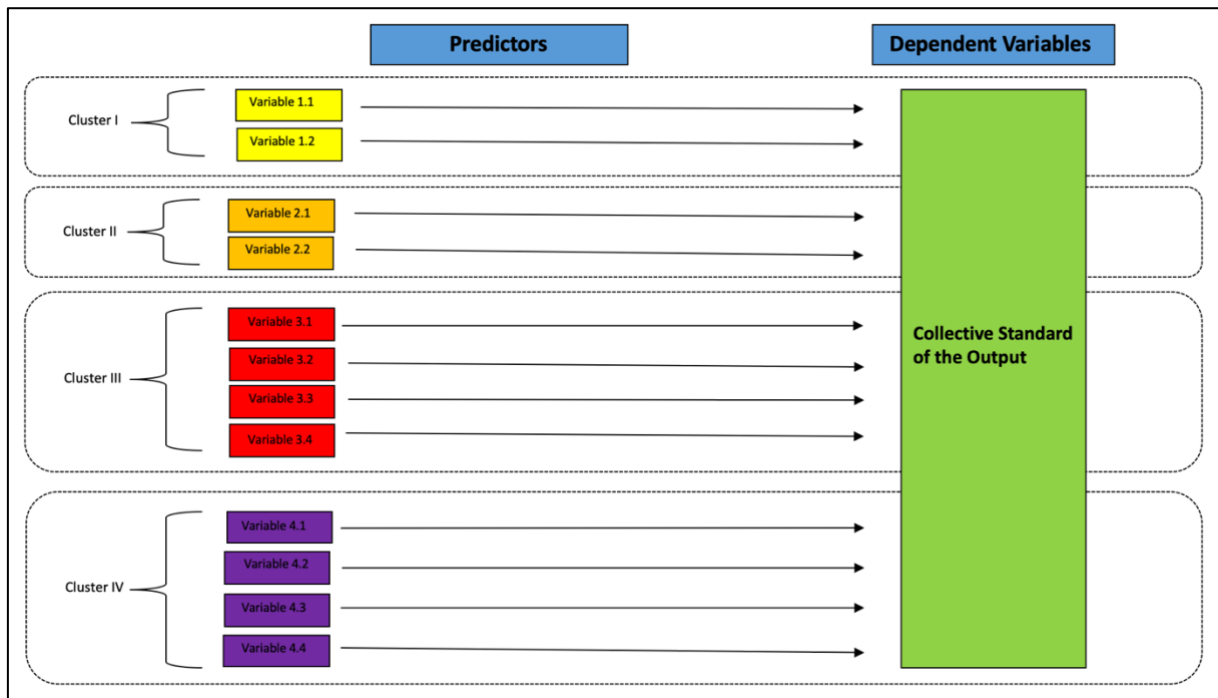 Predictors
Dependent Variables
Cluster I
Variable 1.1
Variable 1.2
Cluster II
Variable 2.1
Variable 2.2
Cluster III
Variable 3.1
Variable 3.2
Variable 3.3
Variable 3.4
Collective Standard
of the Output
Cluster IV
Variable 4.1
Variable 4.2
Variable 4.3
Variable 4.4